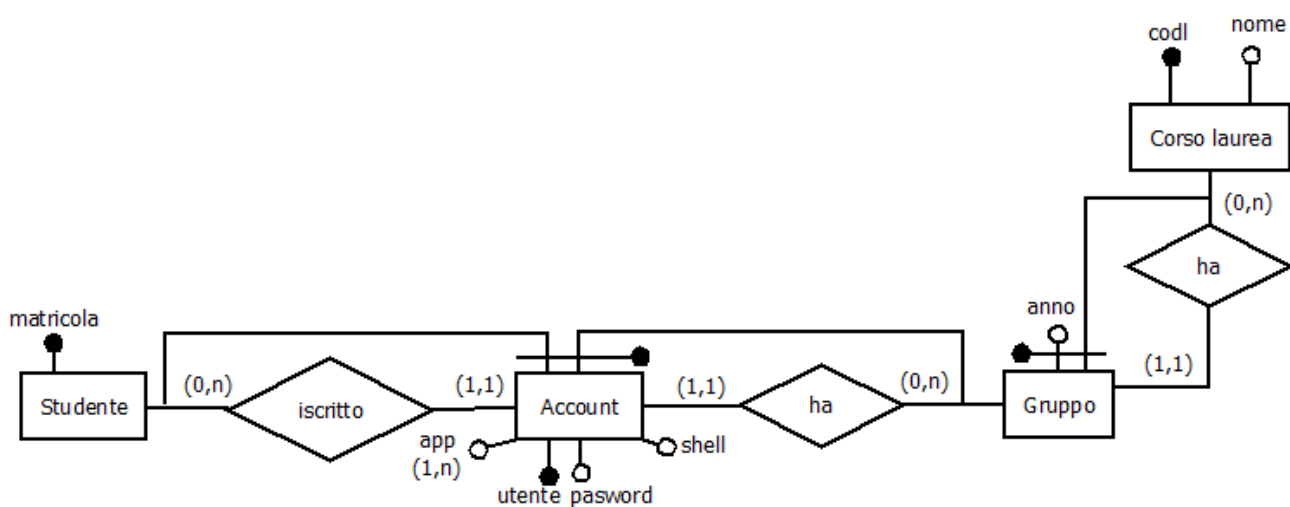 codl nome
Corso laurea
(0,n)
ha
matricola
anno
(0,n) (1,1) (1,1) (0,n) (1,1)
Studente iscritto Account ha Gruppo
app shell
(1,n)
utente pasword